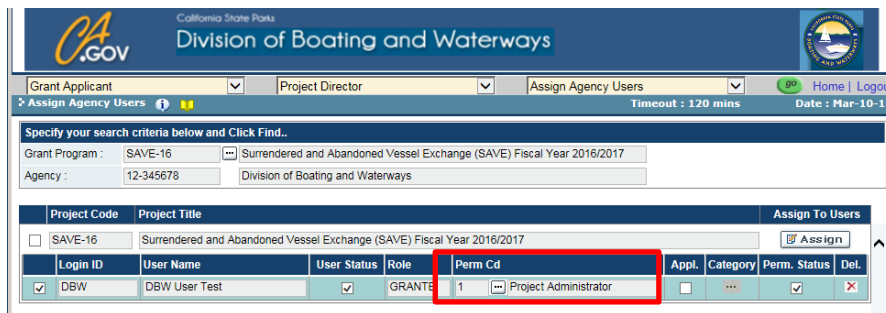 California State Parks
CA.GOV Division of Boating and Waterways
Grant Applicant Project Director Assign Agency Users go Home | Logou
Assign Agency Users Timeout : 120 mins Date : Mar-10-1
Specify your search criteria below and Click Find..
Grant Program : SAVE-16 ... Surrendered and Abandoned Vessel Exchange (SAVE) Fiscal Year 2016/2017
Agency : 12-345678 Division of Boating and Waterways
Project Code Project Title Assign To Users
SAVE-16 Surrendered and Abandoned Vessel Exchange (SAVE) Fiscal Year 2016/2017 Assign
Login ID User Name User Status Role Perm Cd Appl. Category Perm. Status Del.
DBW DBW User Test GRANTE 1 ... Project Administrator ...